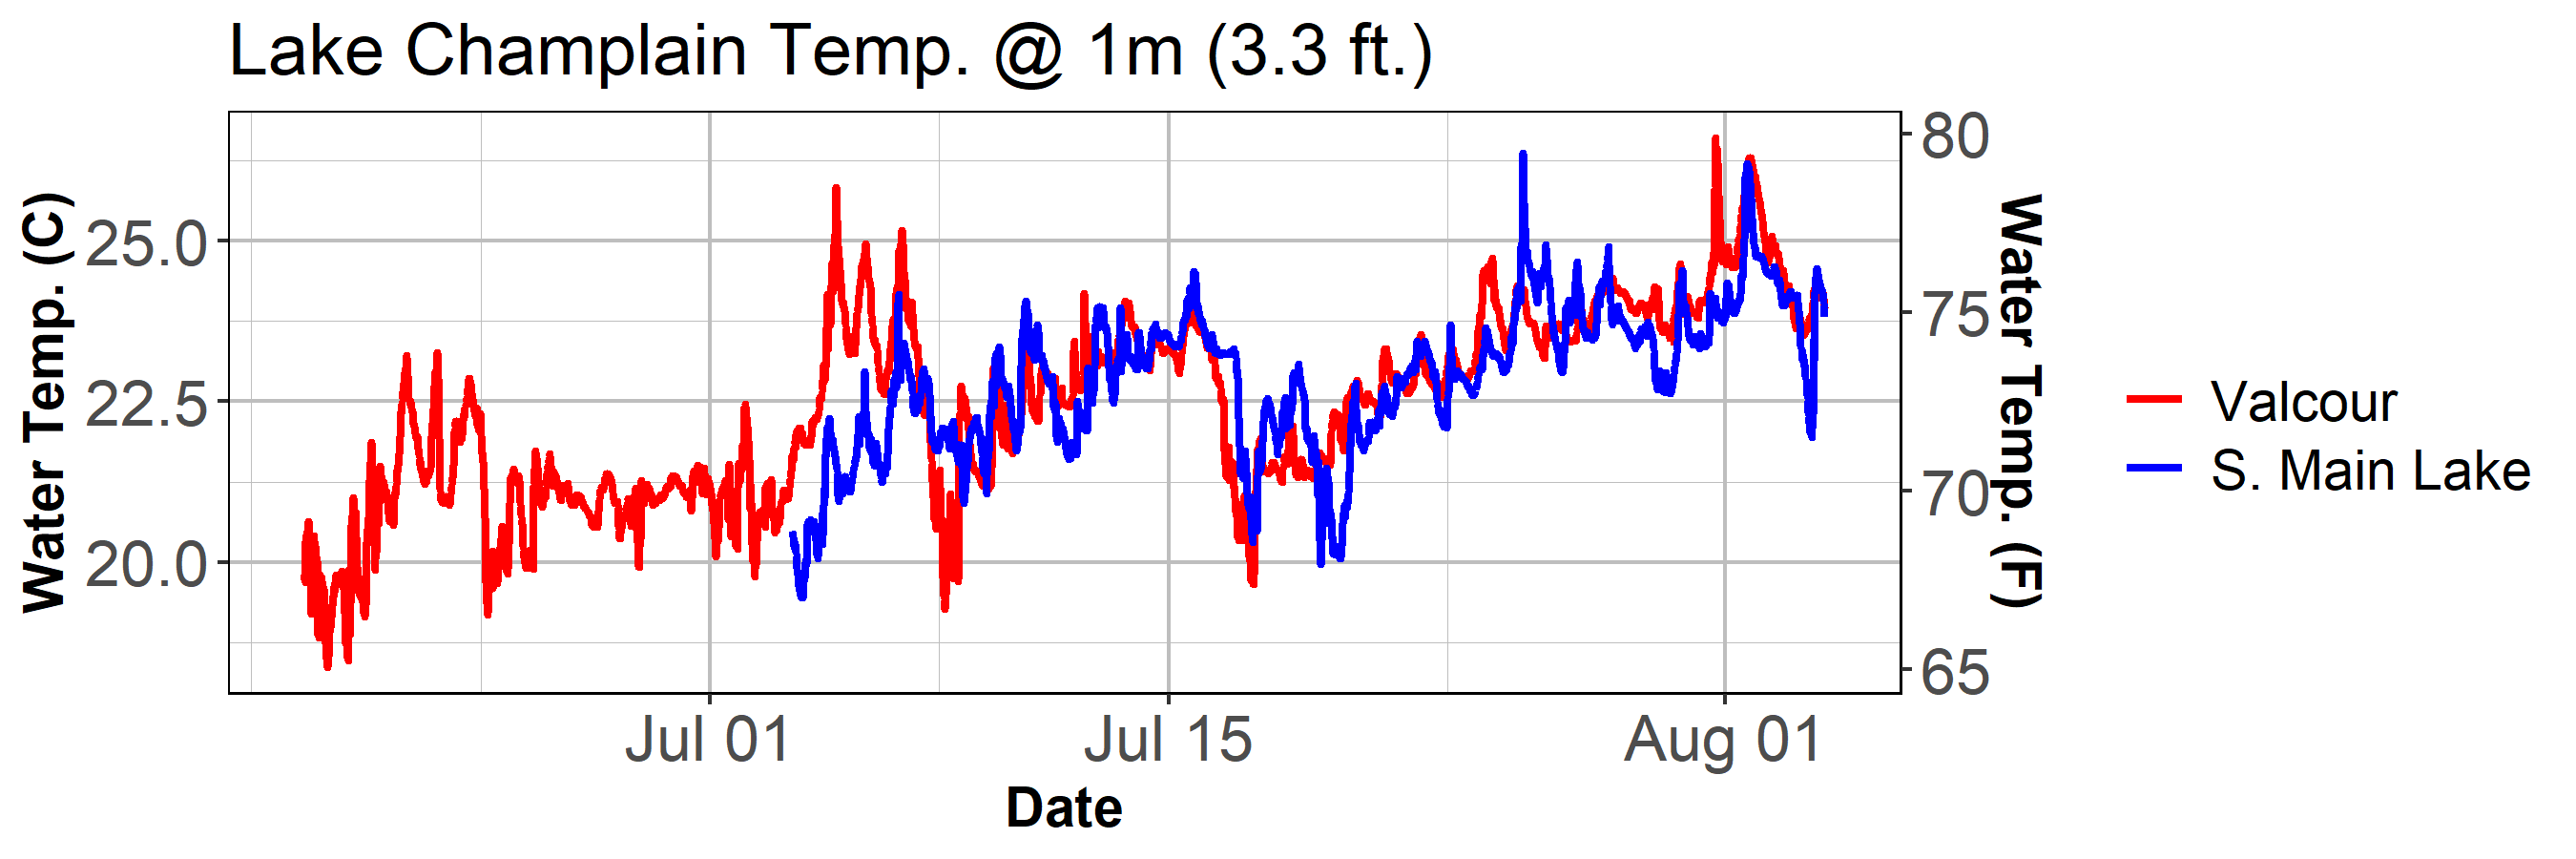 Lake Champlain Temp. @ 1m (3.3 ft.)
Water Temp. (C)
25.0
22.5
20.0
80
75
70
65
Water Temp. (F)
Jul 01
Jul 15
Aug 01
Date
Valcour
S. Main Lake